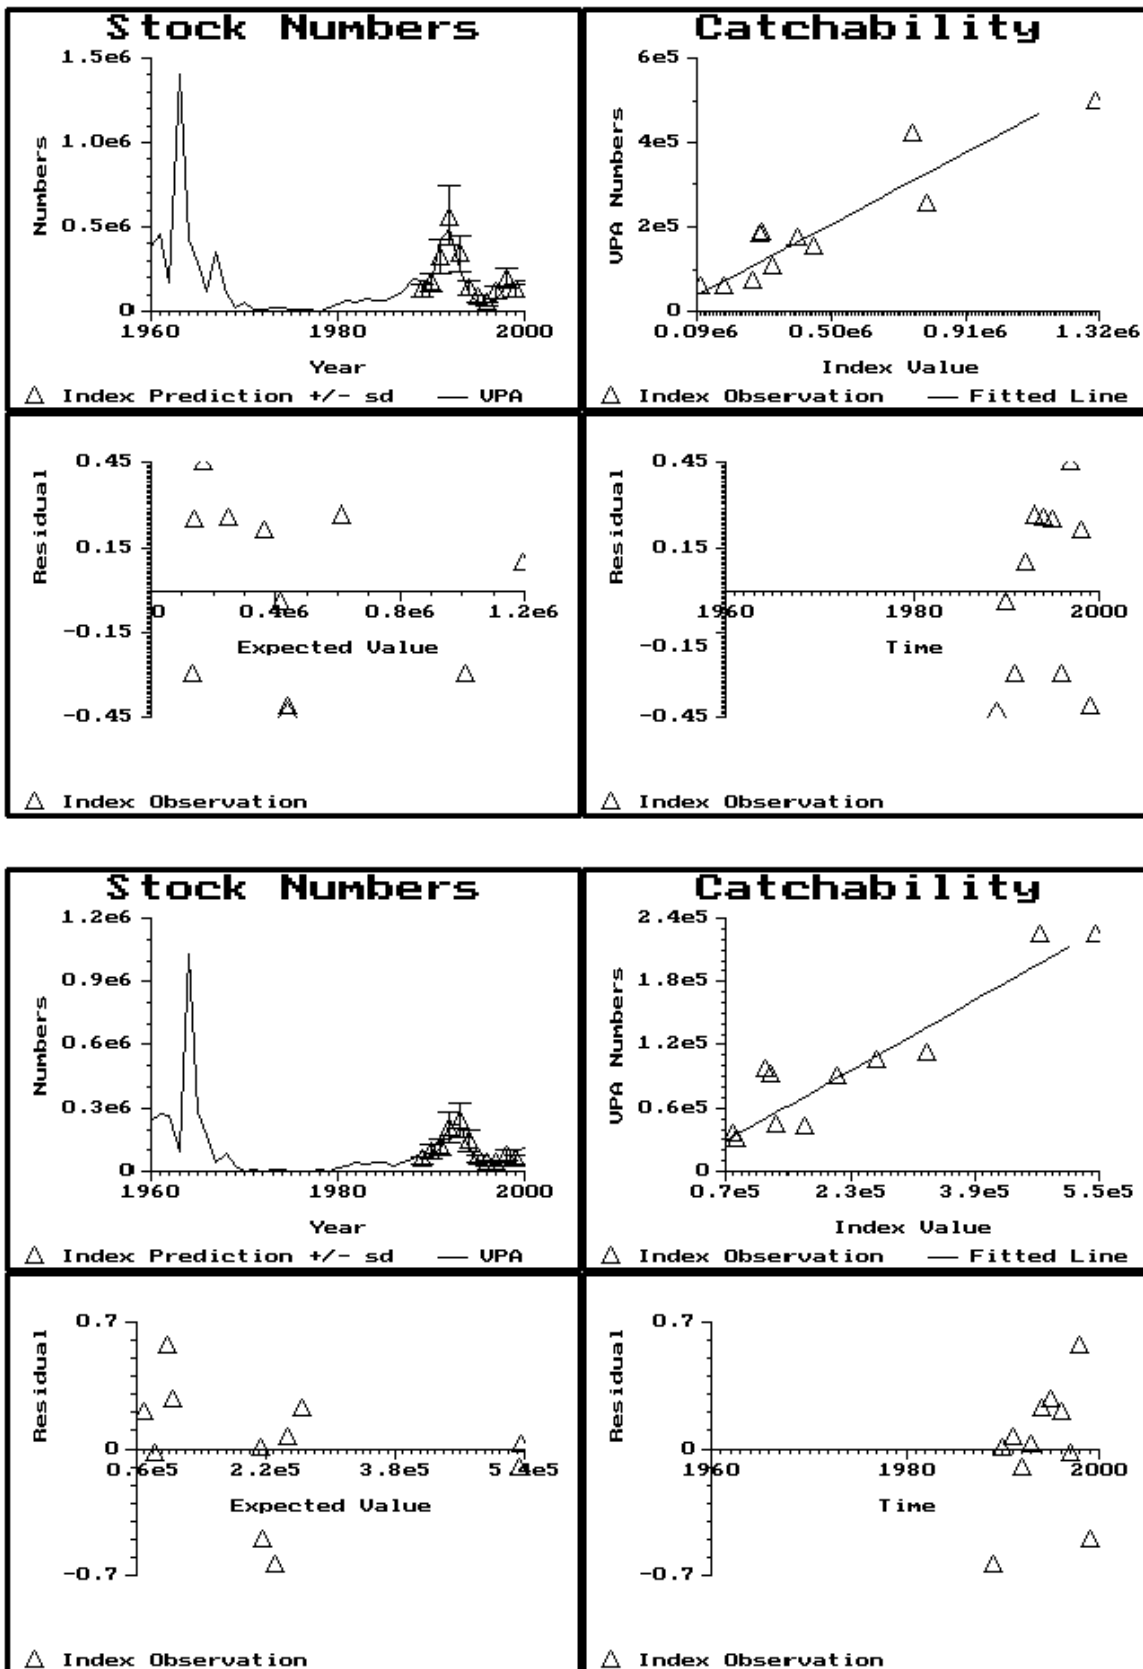 Stock Numbers
1.5e6
1.0e6
0.5e6
0
Numbers
1960 1980 2000
Year
△ Index Prediction +/- sd — VPA
Catchability
6e5
4e5
2e5
0
VPA Numbers
0.09e6 0.50e6 0.91e6 1.32e6
Index Value
△ Index Observation — Fitted Line
0.45
0.15
-0.15
-0.45
Residual
0 0.4e6 0.8e6 1.2e6
Expected Value
△ Index Observation
0.45
0.15
-0.15
-0.45
Residual
1960 1980 2000
Time
△ Index Observation
Stock Numbers
1.2e6
0.9e6
0.6e6
0.3e6
0
Numbers
1960 1980 2000
Year
△ Index Prediction +/- sd — VPA
Catchability
2.4e5
1.8e5
1.2e5
0.6e5
0
VPA Numbers
0.7e5 2.3e5 3.9e5 5.5e5
Index Value
△ Index Observation — Fitted Line
0.7
0
-0.7
Residual
0.6e5 2.2e5 3.8e5 5.4e5
Expected Value
△ Index Observation
0.7
0
-0.7
Residual
1960 1980 2000
Time
△ Index Observation